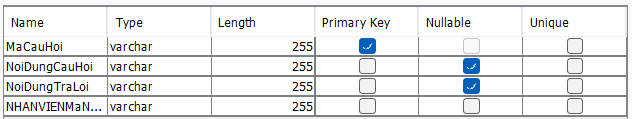 Name Type Length Primary Key Nullable Unique
MaCauHoi varchar 255
NoiDungCauHoi varchar 255
NoiDungTraLoi varchar 255
NHANVIENMaN... varchar 255